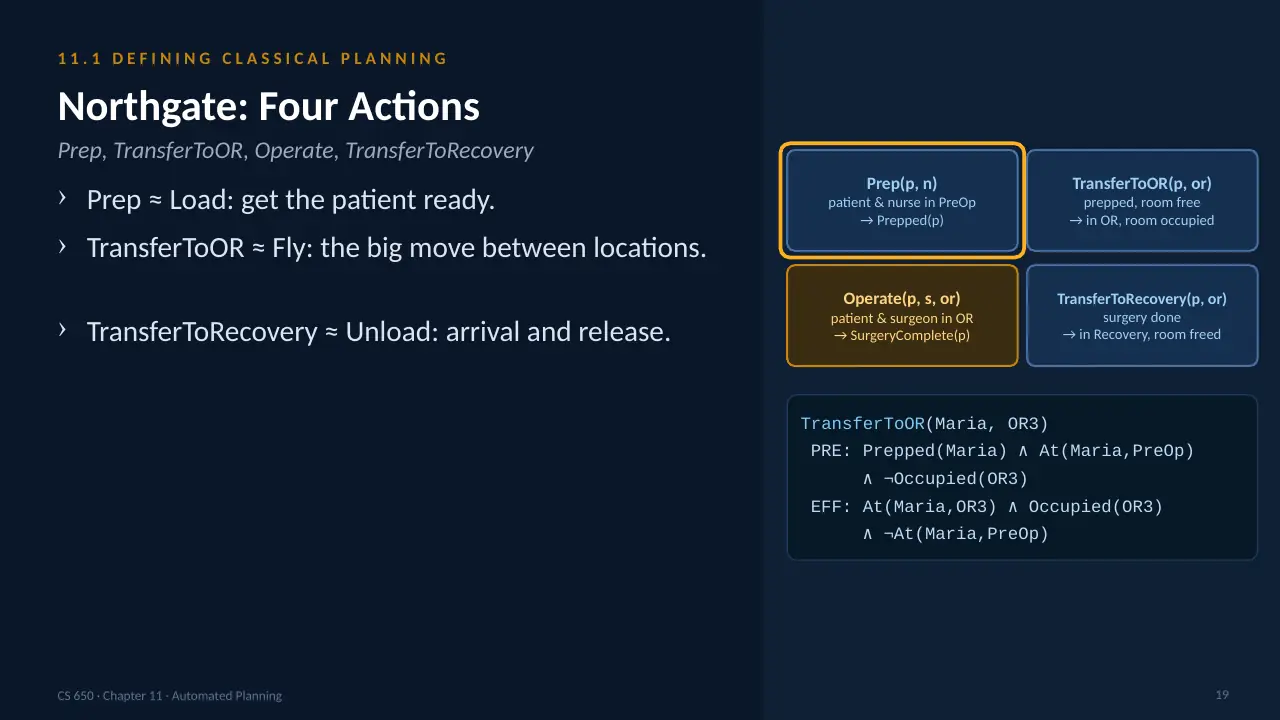 11.1 DEFINING CLASSICAL PLANNING
Northgate: Four Actions
Prep, TransferToOR, Operate, TransferToRecovery
› Prep ≈ Load: get the patient ready.
› TransferToOR ≈ Fly: the big move between locations.
› TransferToRecovery ≈ Unload: arrival and release.
Prep(p, n)
patient & nurse in PreOp
→ Prepped(p)
TransferToOR(p, or)
prepped, room free
→ in OR, room occupied
Operate(p, s, or)
patient & surgeon in OR
→ SurgeryComplete(p)
TransferToRecovery(p, or)
surgery done
→ in Recovery, room freed
TransferToOR(Maria, OR3)
PRE: Prepped(Maria) ∧ At(Maria,PreOp)
∧ ¬Occupied(OR3)
EFF: At(Maria,OR3) ∧ Occupied(OR3)
∧ ¬At(Maria,PreOp)
CS 650 · Chapter 11 · Automated Planning
19